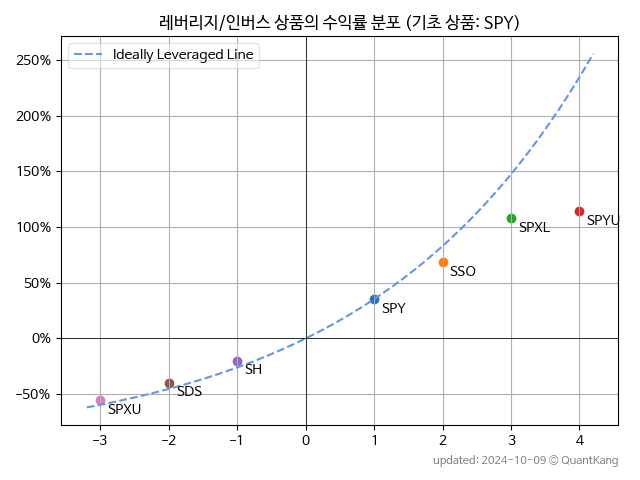 레버리지/인버스 상품의 수익률 분포 (기초 상품: SPY)
Ideally Leveraged Line
250%
200%
150%
100%
50%
0%
−50%
SPYU
SPXL
SSO
SPY
SH
SDS
SPXU
−3 −2 −1 0 1 2 3 4
updated: 2024-10-09 © QuantKang